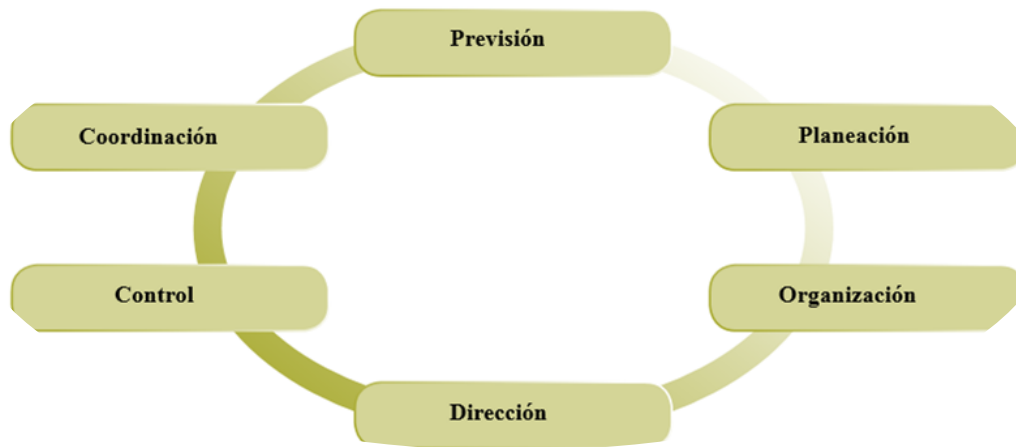 Previsión
Coordinación
Planeación
Control
Organización
Dirección